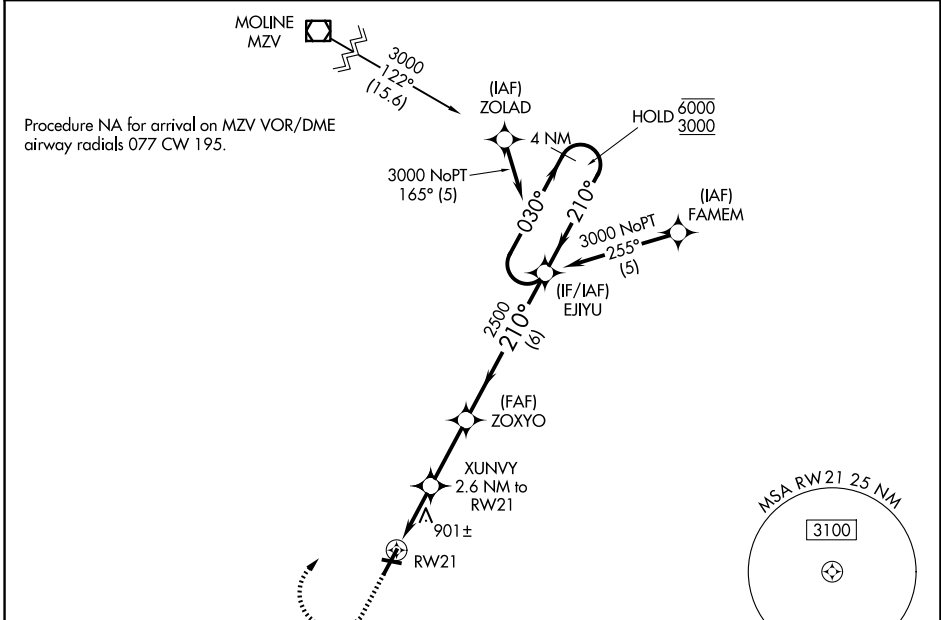 MOLINE
MZV
3000
122°
(15.6)
Procedure NA for arrival on MZV VOR/DME
airway radials 077 CW 195.
(IAF)
ZOLAD
4 NM
HOLD 6000
3000
3000 NoPT
165° (5)
030°
210°
(IAF)
FAMEM
3000 NoPT
255°
(5)
(IF/IAF)
EJIYU
2500
210°
(6)
(FAF)
ZOXYO
XUNVY
2.6 NM to
RW21
901±
RW21
MSA RW21 25 NM
3100